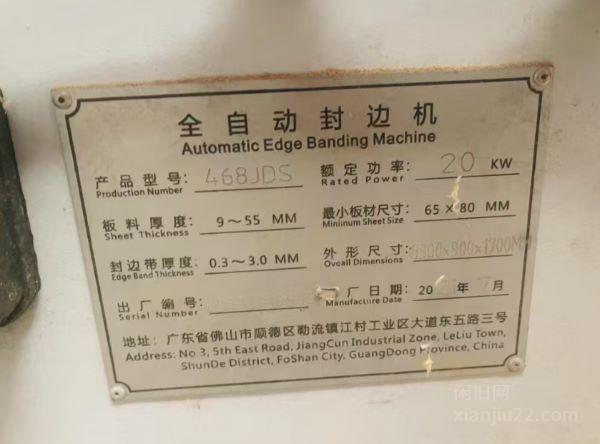 全自动封边机
Automatic Edge Banding Machine
产品型号: 468JDS 额定功率: 20 KW
Production Number Rated Power
板料厚度: 9~55 MM 最小板材尺寸: 65×80 MM
Sheet Thickness Mininum Sheet Size
封边带厚度: 0.3~3.0 MM 外形尺寸: 300x900x1700MM
Edge Band Thickness Oveall Dimensions
出厂编号: 厂日期: 20 年7月
Serial Number Manufacture Date
地址: 广东省佛山市顺德区勒流镇江村工业区大道东五路三号
Address: No 3, 5th East Road, JiangCun Industrial Zone, LeLiu Town,
ShunDe District, FoShan City, GuangDong Province, China
闲旧网
xianjiu22.com